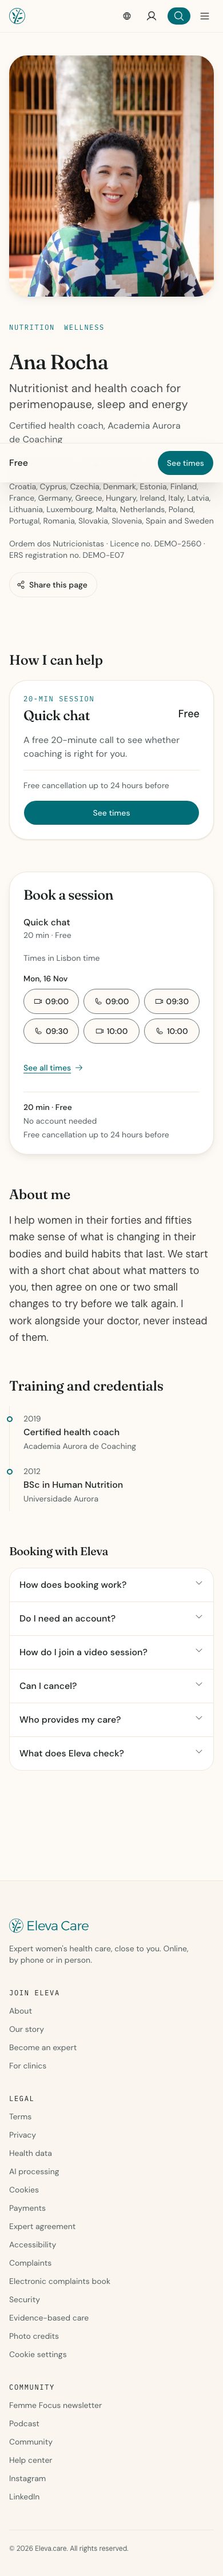 NUTRITION WELLNESS
Ana Rocha
Nutritionist and health coach for
perimenopause, sleep and energy
Certified health coach, Academia Aurora
de Coaching
Free
See times
Croatia, Cyprus, Czechia, Denmark, Estonia, Finland,
France, Germany, Greece, Hungary, Ireland, Italy, Latvia,
Lithuania, Luxembourg, Malta, Netherlands, Poland,
Portugal, Romania, Slovakia, Slovenia, Spain and Sweden
Ordem dos Nutricionistas · Licence no. DEMO-2560 ·
ERS registration no. DEMO-E07
Share this page
How I can help
20-MIN SESSION
Quick chat
Free
A free 20-minute call to see whether
coaching is right for you.
Free cancellation up to 24 hours before
See times
Book a session
Quick chat
20 min · Free
Times in Lisbon time
Mon, 16 Nov
09:00 09:00 09:30
09:30 10:00 10:00
See all times →
20 min · Free
No account needed
Free cancellation up to 24 hours before
About me
I help women in their forties and fifties
make sense of what is changing in their
bodies and build habits that last. We start
with a short chat about what matters to
you, then agree on one or two small
changes to try before we talk again. I
work alongside your doctor, never instead
of them.
Training and credentials
2019
Certified health coach
Academia Aurora de Coaching
2012
BSc in Human Nutrition
Universidade Aurora
Booking with Eleva
How does booking work?
Do I need an account?
How do I join a video session?
Can I cancel?
Who provides my care?
What does Eleva check?
Eleva Care
Expert women's health care, close to you. Online,
by phone or in person.
JOIN ELEVA
About
Our story
Become an expert
For clinics
LEGAL
Terms
Privacy
Health data
AI processing
Cookies
Payments
Expert agreement
Accessibility
Complaints
Electronic complaints book
Security
Evidence-based care
Photo credits
Cookie settings
COMMUNITY
Femme Focus newsletter
Podcast
Community
Help center
Instagram
LinkedIn
© 2026 Eleva.care. All rights reserved.